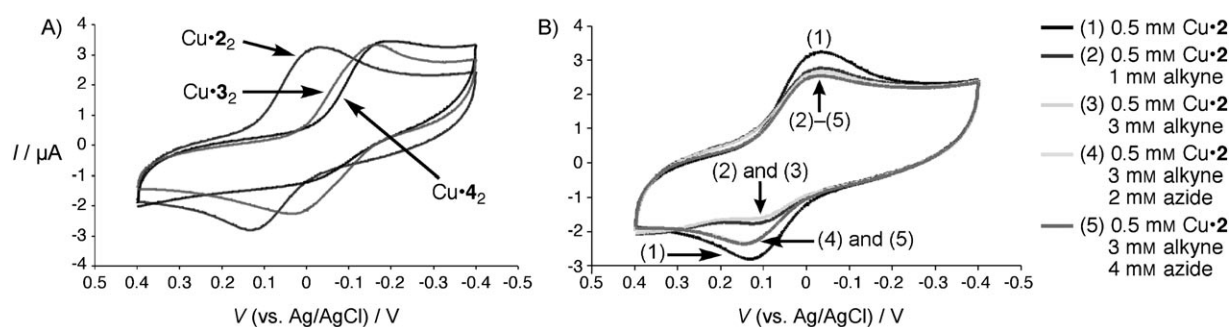 A)
Cu•2₂
Cu•3₂
Cu•4₂
I / µA
4
3
2
1
0
-1
-2
-3
-4
0.5 0.4 0.3 0.2 0.1 0 -0.1 -0.2 -0.3 -0.4 -0.5
V (vs. Ag/AgCl) / V
B)
(1)
(2)–(5)
(2) and (3)
(1)
(4) and (5)
4
3
2
1
0
-1
-2
-3
0.5 0.4 0.3 0.2 0.1 0 -0.1 -0.2 -0.3 -0.4 -0.5
V (vs. Ag/AgCl) / V
(1) 0.5 mM Cu•2
(2) 0.5 mM Cu•2
1 mM alkyne
(3) 0.5 mM Cu•2
3 mM alkyne
(4) 0.5 mM Cu•2
3 mM alkyne
2 mM azide
(5) 0.5 mM Cu•2
3 mM alkyne
4 mM azide